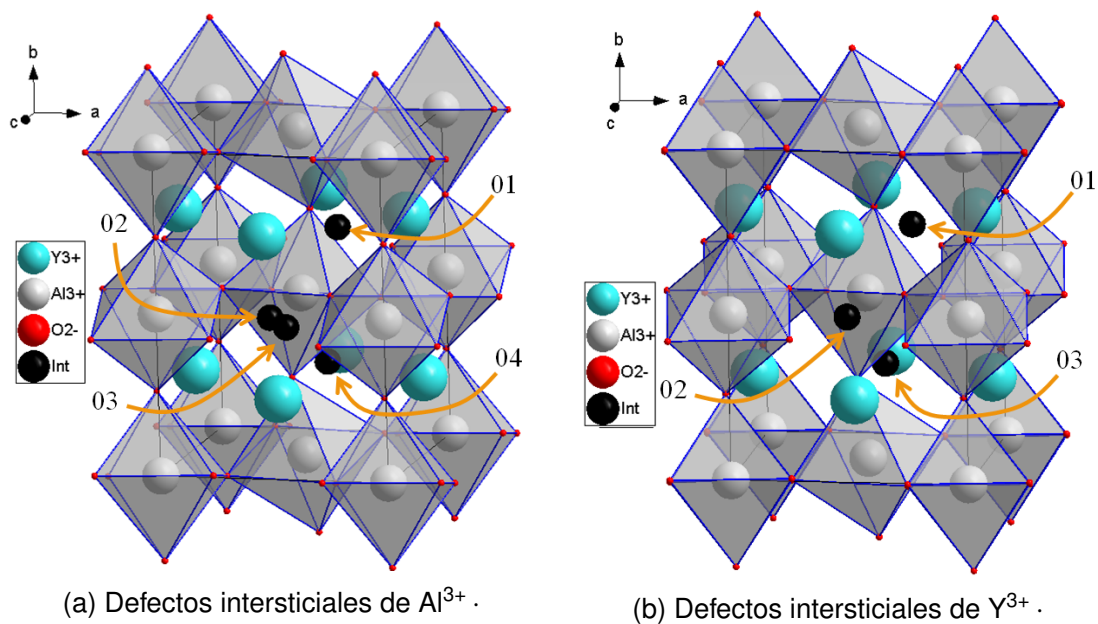 b
a
c
01
02
03
04
Y3+
Al3+
O2-
Int
(a) Defectos intersticiales de Al³⁺ ·
b
a
c
01
02
03
Y3+
Al3+
O2-
Int
(b) Defectos intersticiales de Y³⁺ ·